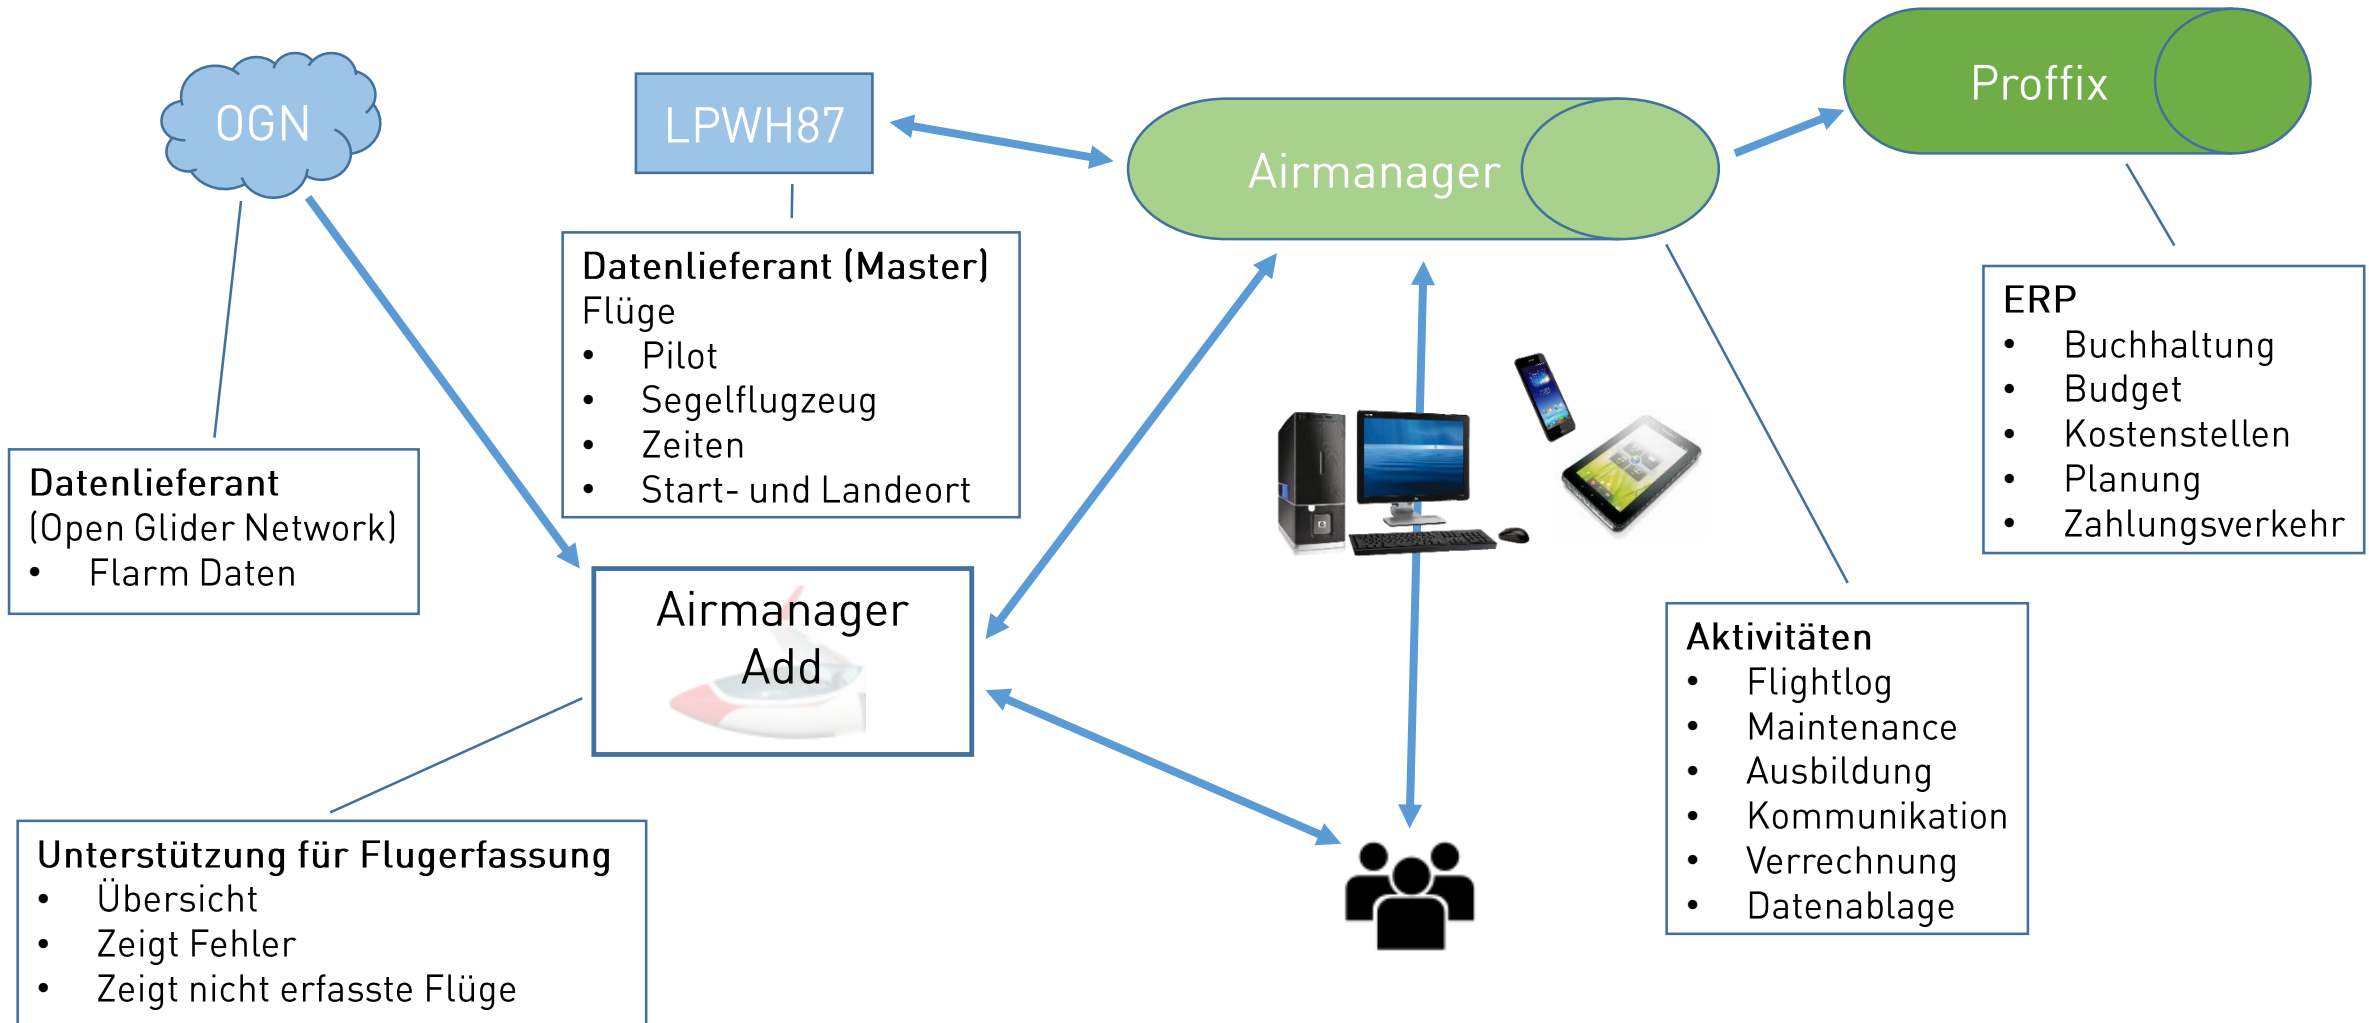 OGN
LPWH87
Airmanager
Proffix
Datenlieferant (Master)
Flüge
• Pilot
• Segelflugzeug
• Zeiten
• Start- und Landeort
ERP
• Buchhaltung
• Budget
• Kostenstellen
• Planung
• Zahlungsverkehr
Datenlieferant
(Open Glider Network)
• Flarm Daten
Airmanager
Add
Aktivitäten
• Flightlog
• Maintenance
• Ausbildung
• Kommunikation
• Verrechnung
• Datenablage
Unterstützung für Flugerfassung
• Übersicht
• Zeigt Fehler
• Zeigt nicht erfasste Flüge